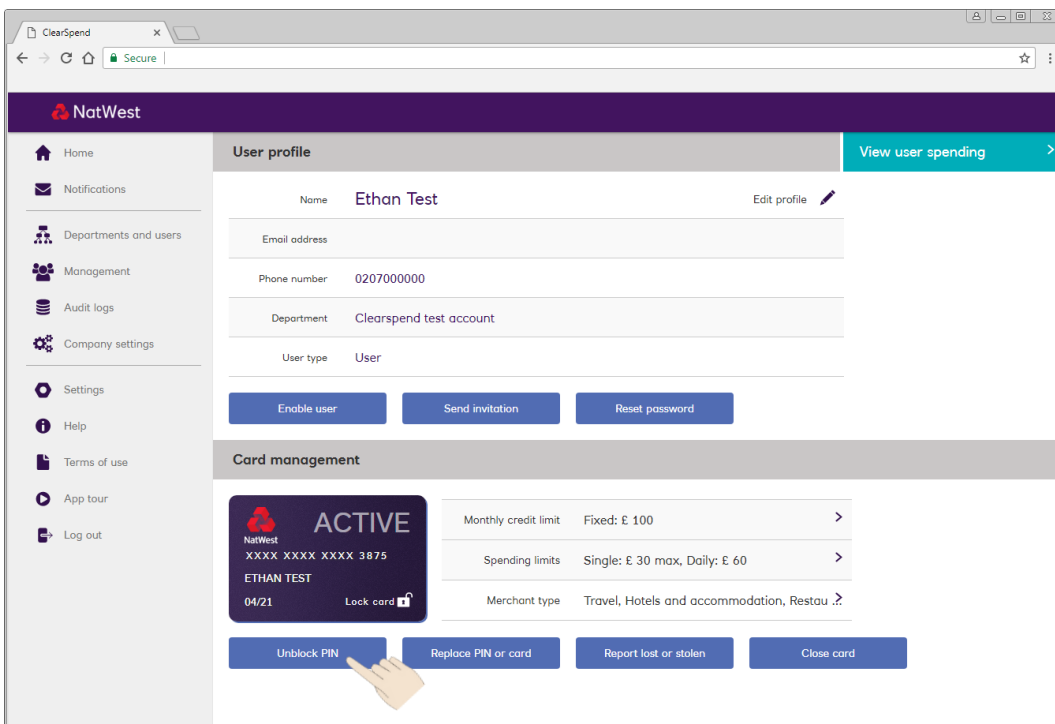 ClearSpend
Secure
NatWest
Home
Notifications
Departments and users
Management
Audit logs
Company settings
Settings
Help
Terms of use
App tour
Log out
User profile
View user spending
Name Ethan Test Edit profile
Email address
Phone number 0207000000
Department Clearspend test account
User type User
Enable user Send invitation Reset password
Card management
NatWest ACTIVE
XXXX XXXX XXXX 3875
ETHAN TEST
04/21 Lock card
Monthly credit limit Fixed: £ 100
Spending limits Single: £ 30 max, Daily: £ 60
Merchant type Travel, Hotels and accommodation, Restau ...
Unblock PIN Replace PIN or card Report lost or stolen Close card